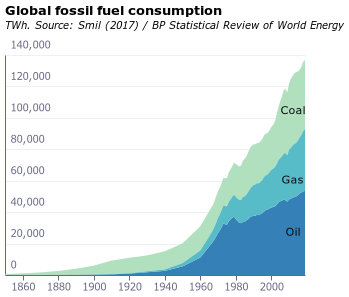 Global fossil fuel consumption
TWh. Source: Smil (2017) / BP Statistical Review of World Energy
140,000
120,000
100,000
80,000
60,000
40,000
20,000
0
Coal
Gas
Oil
1860 1880 1900 1920 1940 1960 1980 2000